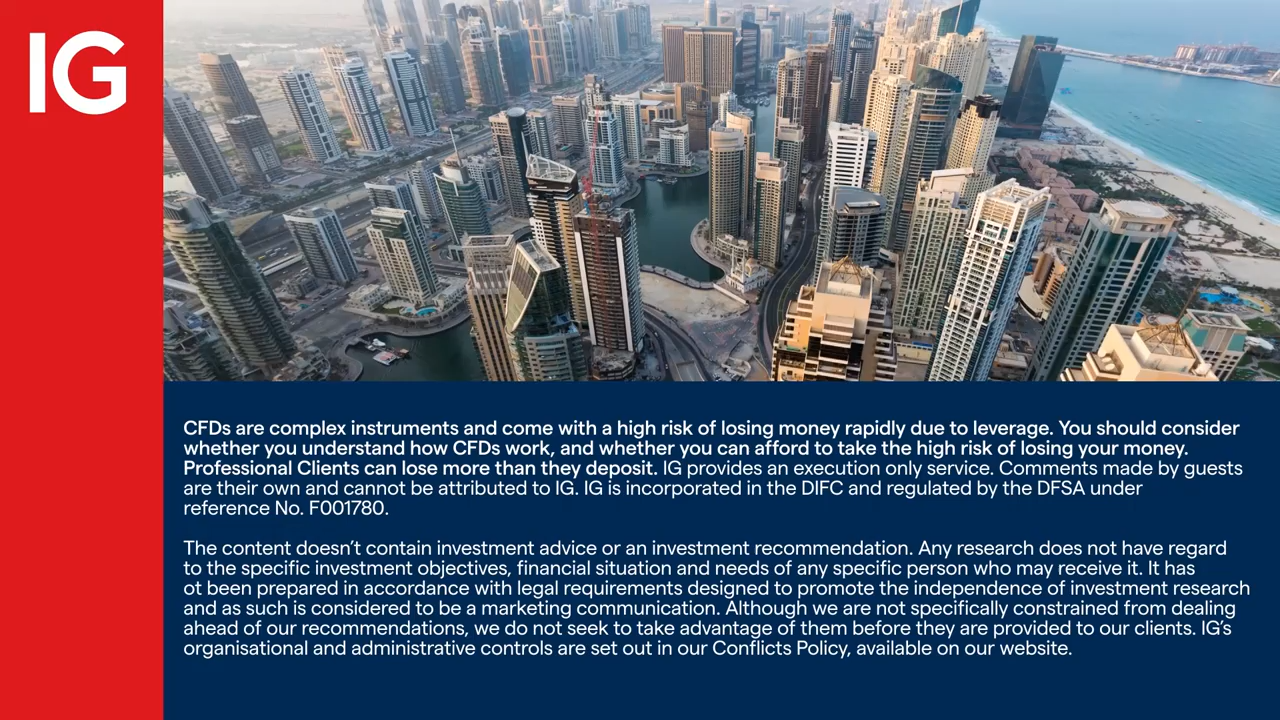 IG
CFDs are complex instruments and come with a high risk of losing money rapidly due to leverage. You should consider
whether you understand how CFDs work, and whether you can afford to take the high risk of losing your money.
Professional Clients can lose more than they deposit. IG provides an execution only service. Comments made by guests
are their own and cannot be attributed to IG. IG is incorporated in the DIFC and regulated by the DFSA under
reference No. F001780.
The content doesn’t contain investment advice or an investment recommendation. Any research does not have regard
to the specific investment objectives, financial situation and needs of any specific person who may receive it. It has
ot been prepared in accordance with legal requirements designed to promote the independence of investment research
and as such is considered to be a marketing communication. Although we are not specifically constrained from dealing
ahead of our recommendations, we do not seek to take advantage of them before they are provided to our clients. IG’s
organisational and administrative controls are set out in our Conflicts Policy, available on our website.